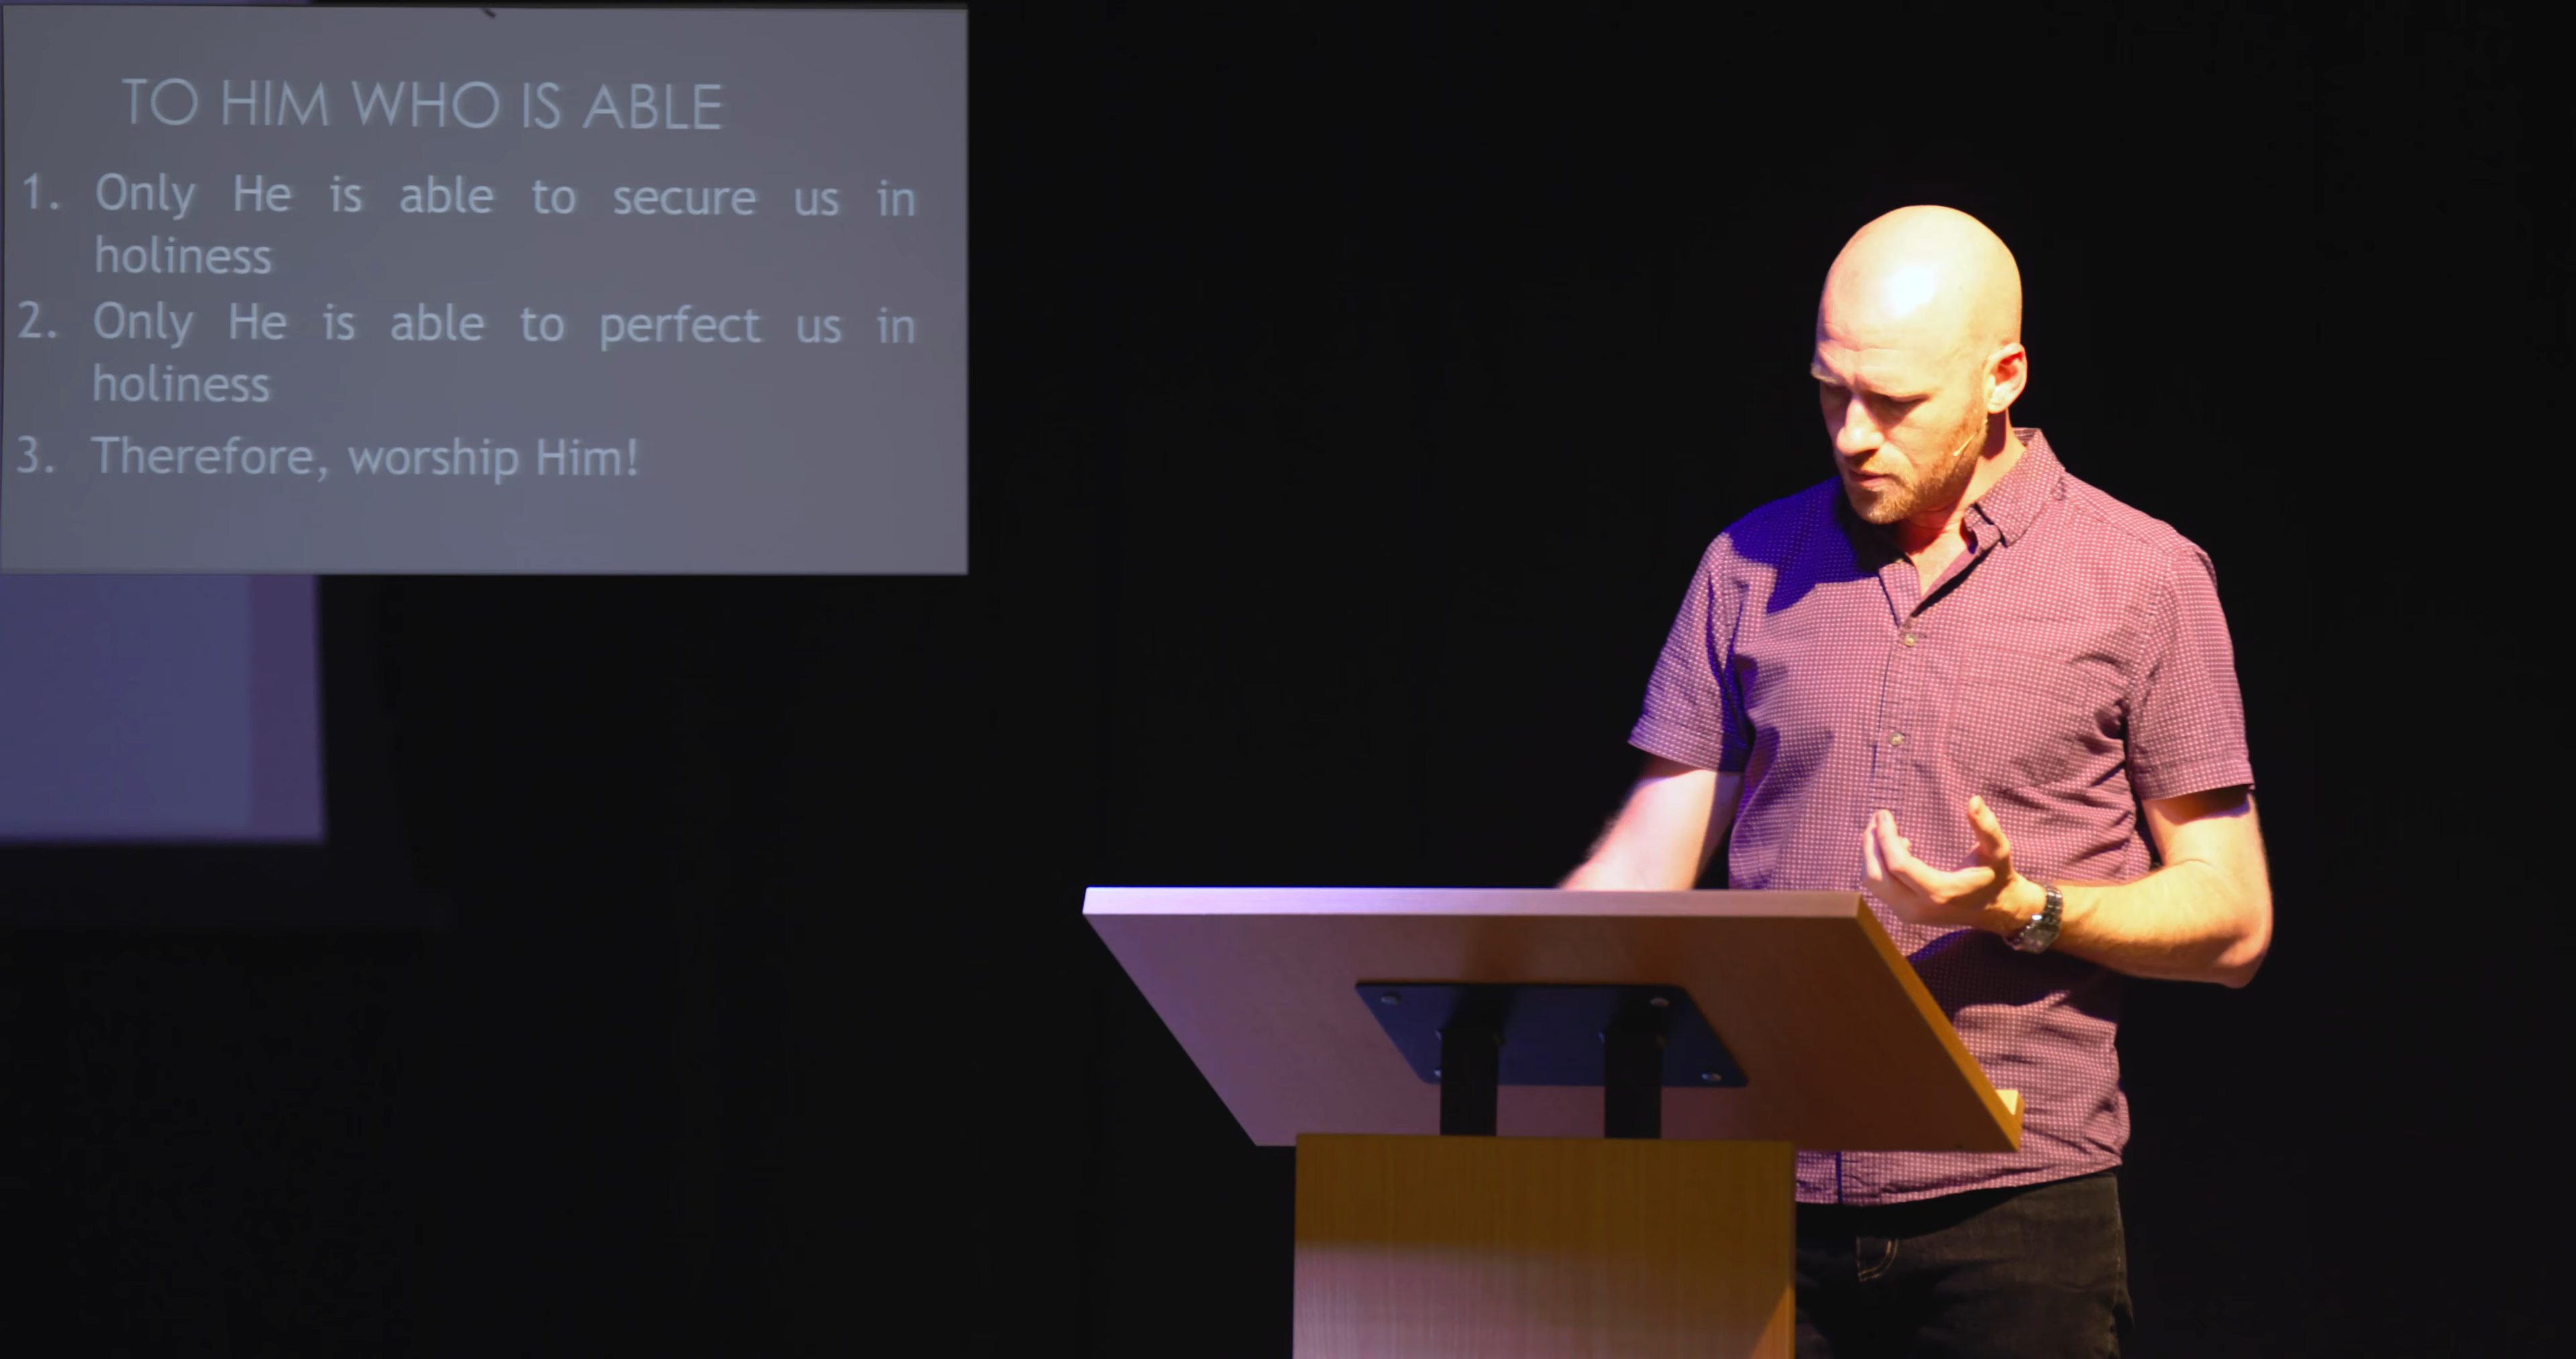 TO HIM WHO IS ABLE
1. Only He is able to secure us in
holiness
2. Only He is able to perfect us in
holiness
3. Therefore, worship Him!